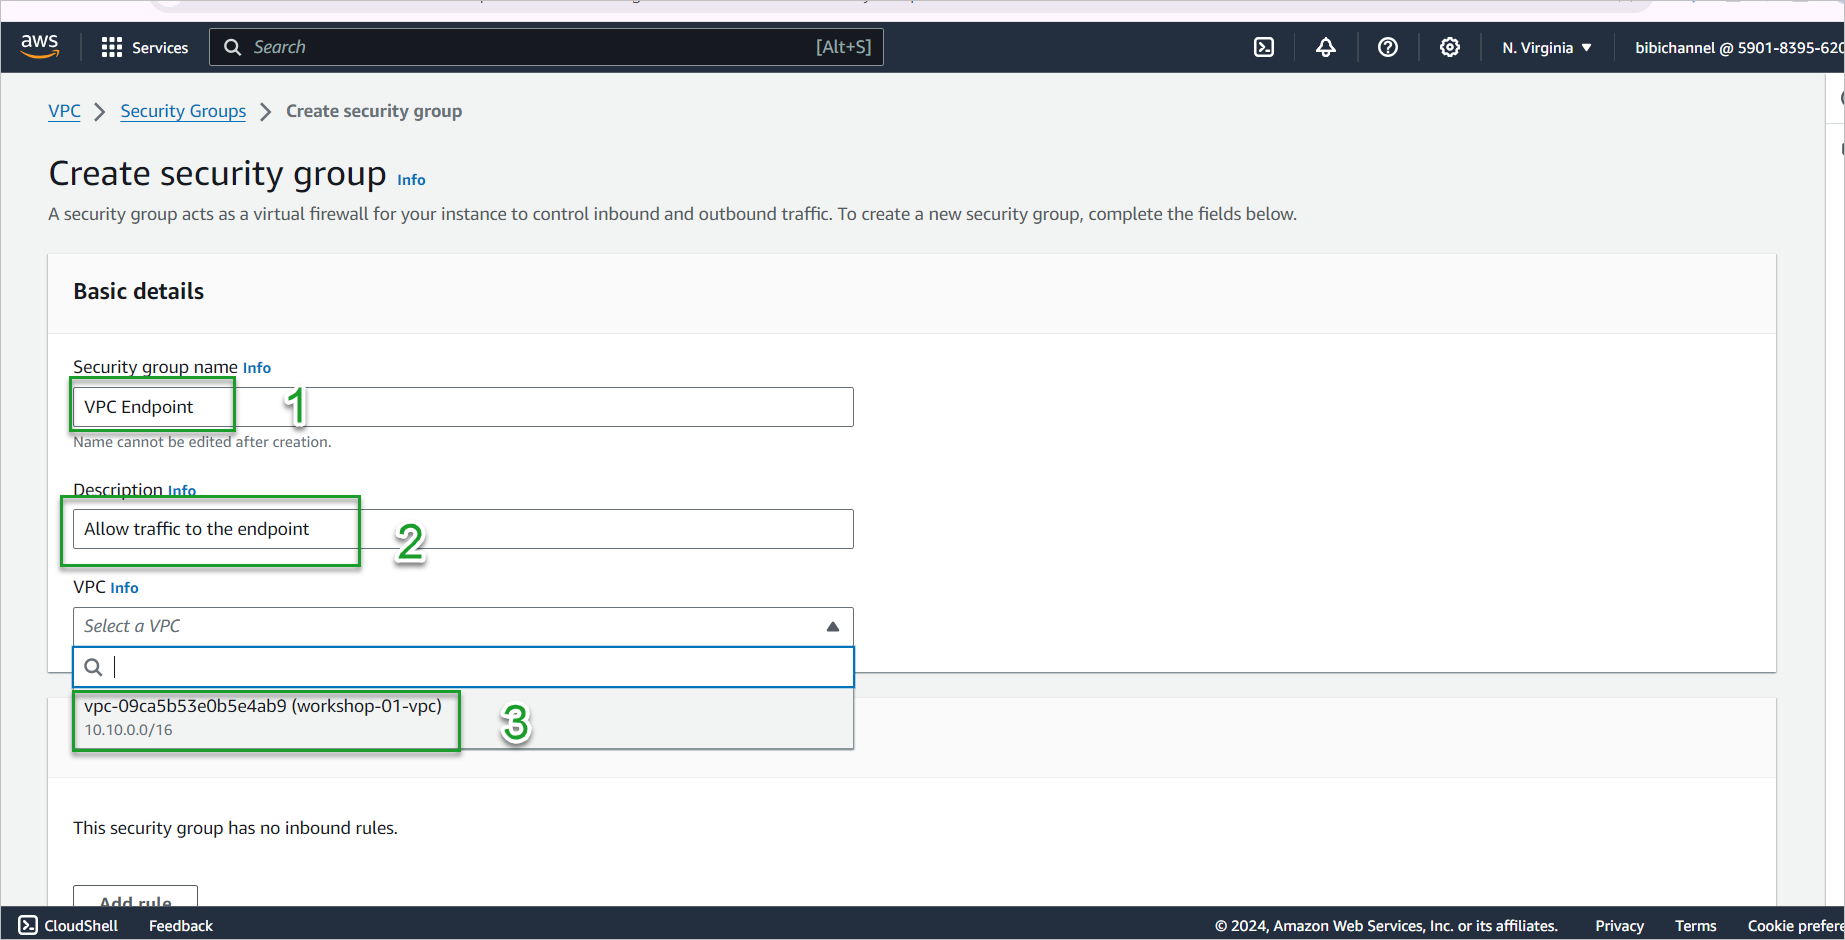 aws
Services
Search
[Alt+S]
N. Virginia
bibichannel @ 5901-8395-620
VPC
Security Groups
Create security group
Create security group Info
A security group acts as a virtual firewall for your instance to control inbound and outbound traffic. To create a new security group, complete the fields below.
Basic details
Security group name Info
VPC Endpoint
1
Name cannot be edited after creation.
Description Info
Allow traffic to the endpoint
2
VPC Info
Select a VPC
vpc-09ca5b53e0b5e4ab9 (workshop-01-vpc)
10.10.0.0/16
3
This security group has no inbound rules.
Add rule
CloudShell
Feedback
© 2024, Amazon Web Services, Inc. or its affiliates.
Privacy
Terms
Cookie prefere